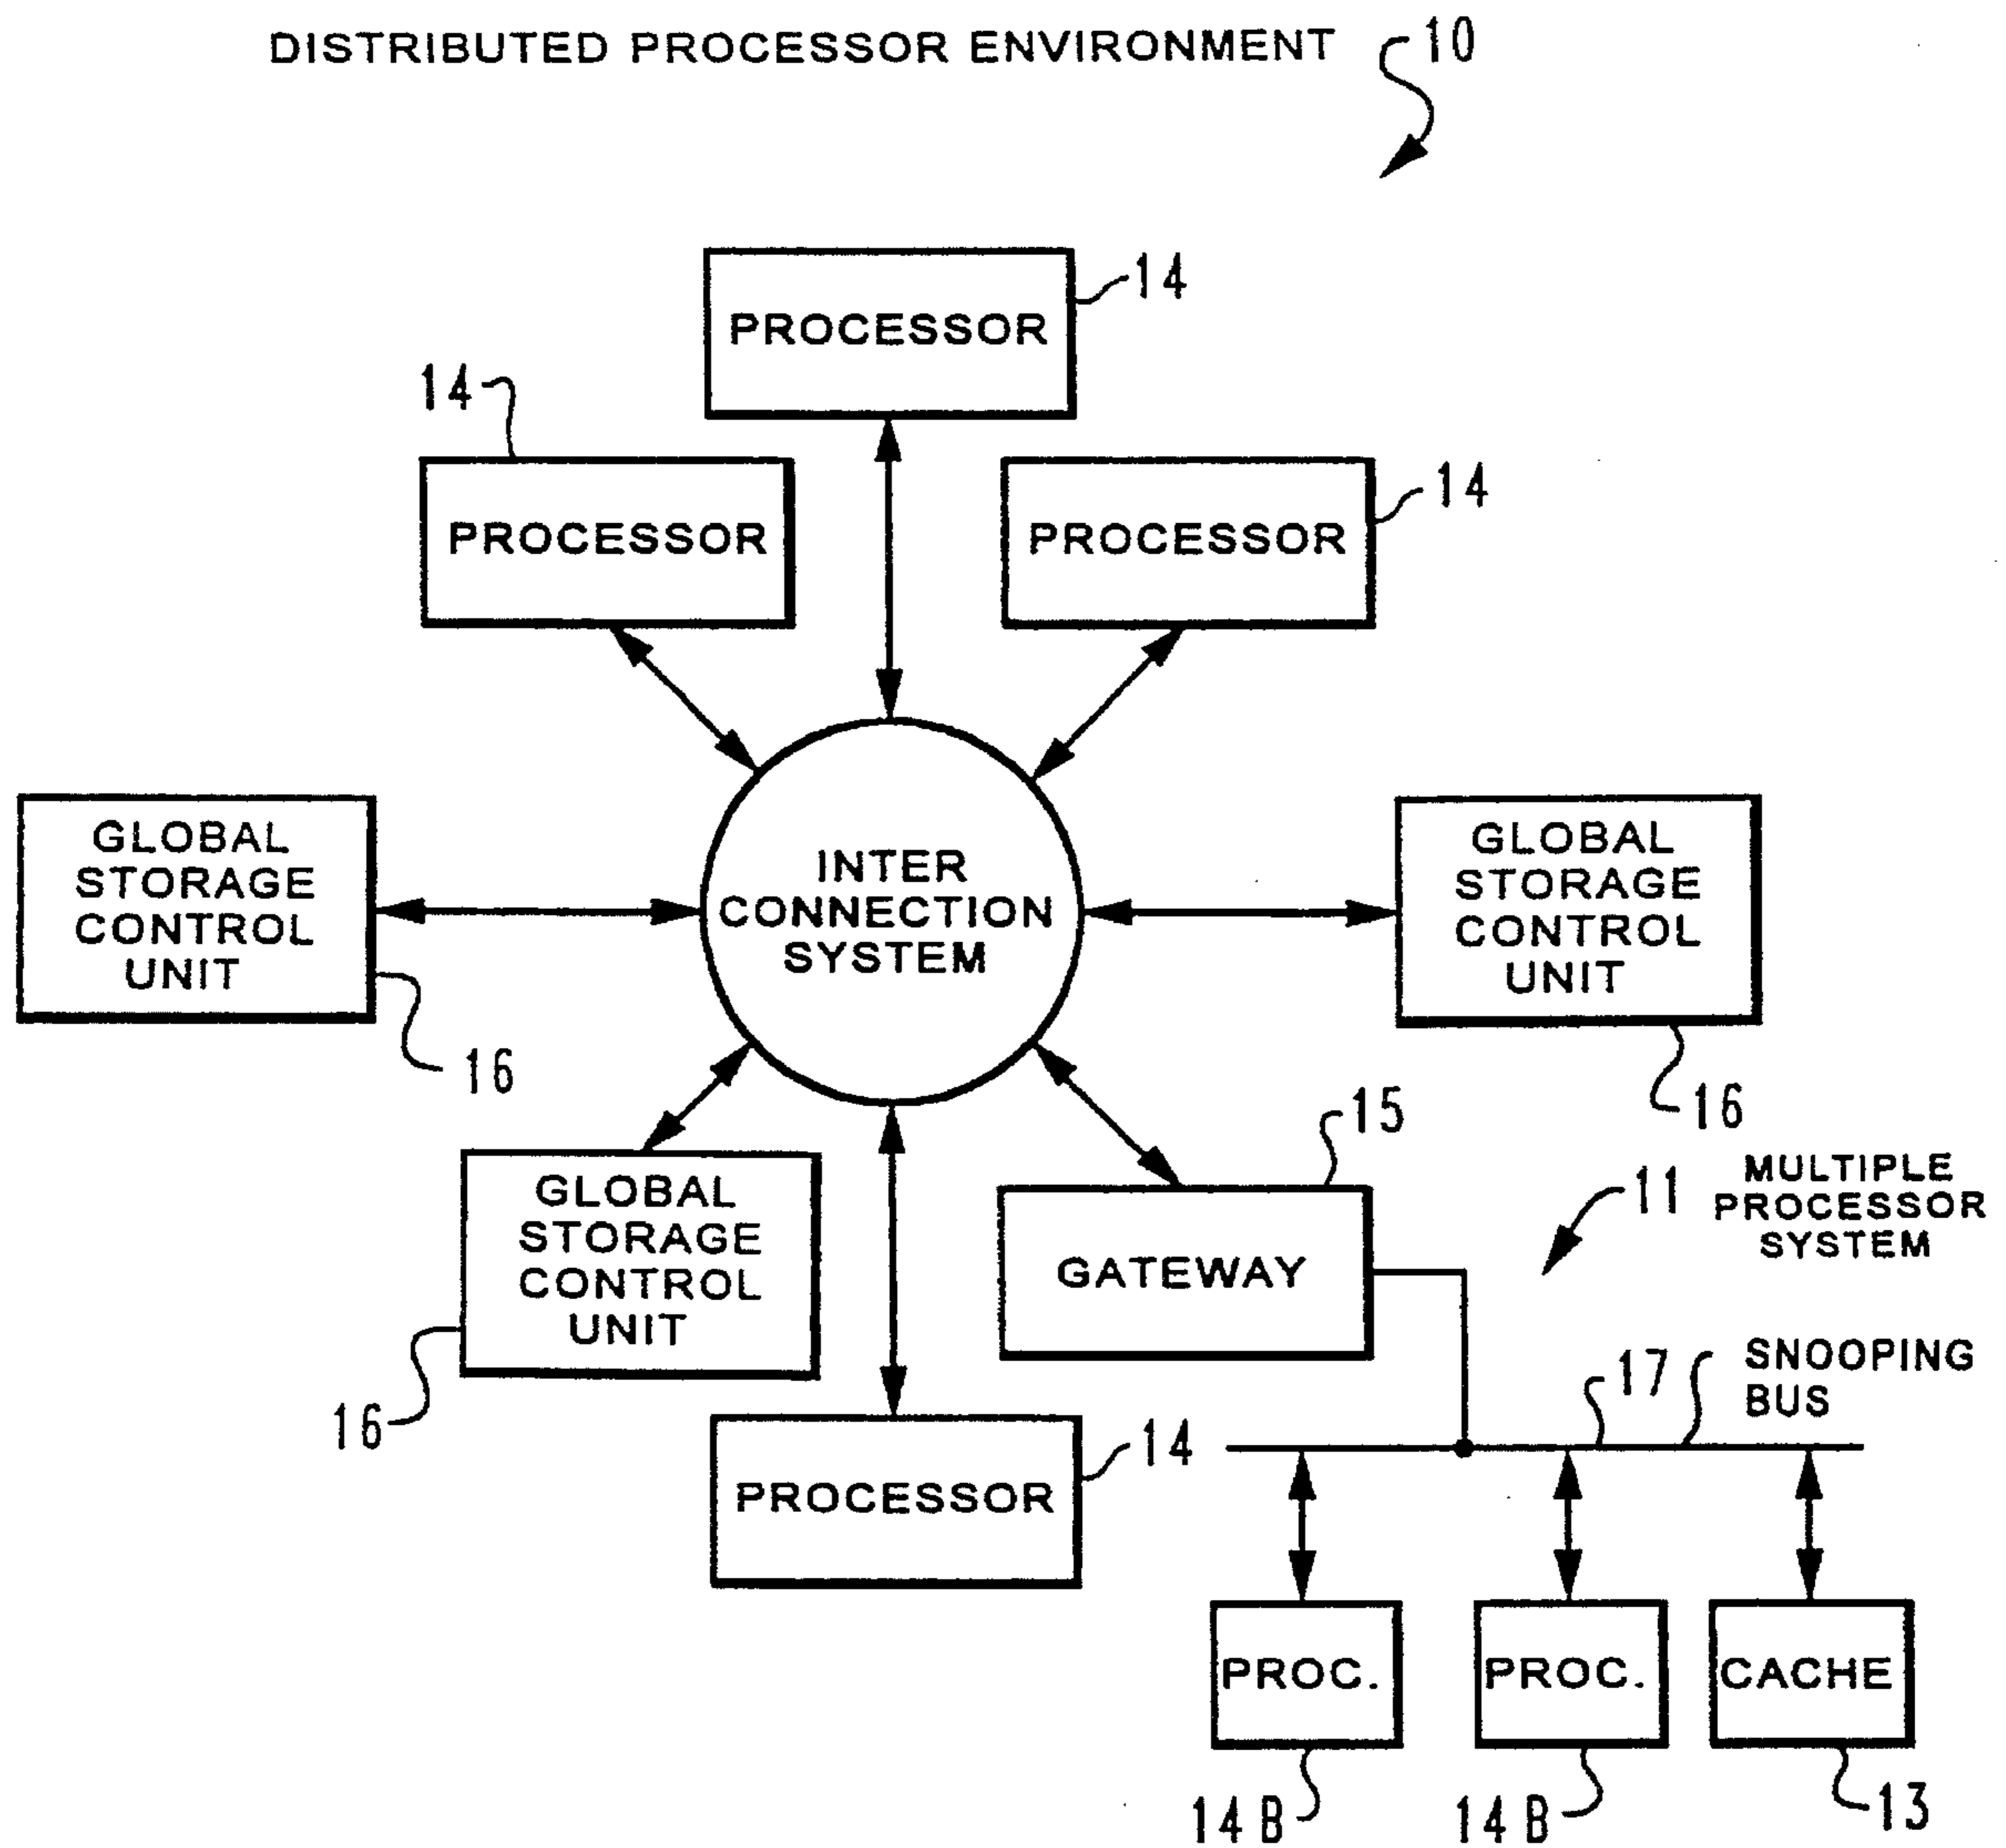 DISTRIBUTED PROCESSOR ENVIRONMENT
10
PROCESSOR
14
14
PROCESSOR
PROCESSOR
14
GLOBAL
STORAGE
CONTROL
UNIT
16
INTER
CONNECTION
SYSTEM
GLOBAL
STORAGE
CONTROL
UNIT
16
GLOBAL
STORAGE
CONTROL
UNIT
16
15
GATEWAY
11
MULTIPLE
PROCESSOR
SYSTEM
PROCESSOR
14
17
SNOOPING
BUS
PROC.
14B
PROC.
14B
CACHE
13